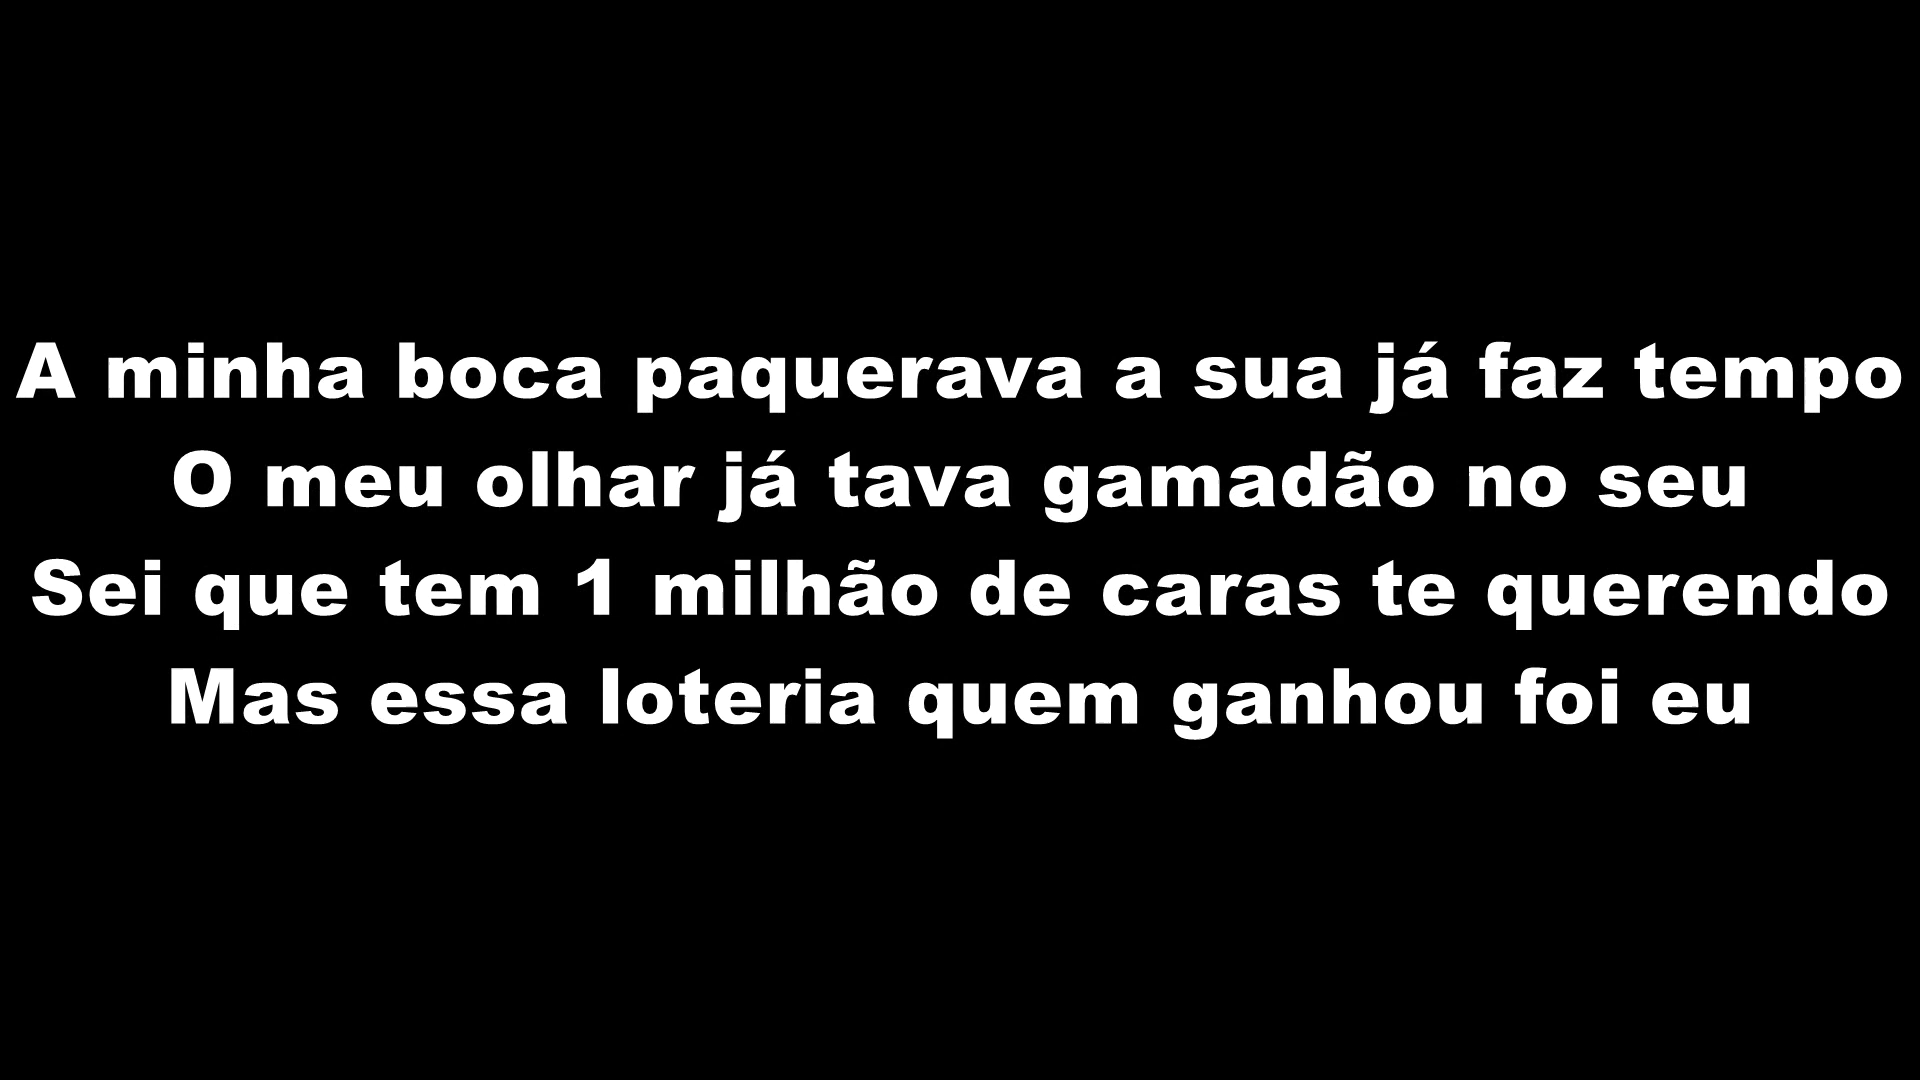 A minha boca paquerava a sua já faz tempo
O meu olhar já tava gamadão no seu
Sei que tem 1 milhão de caras te querendo
Mas essa loteria quem ganhou foi eu